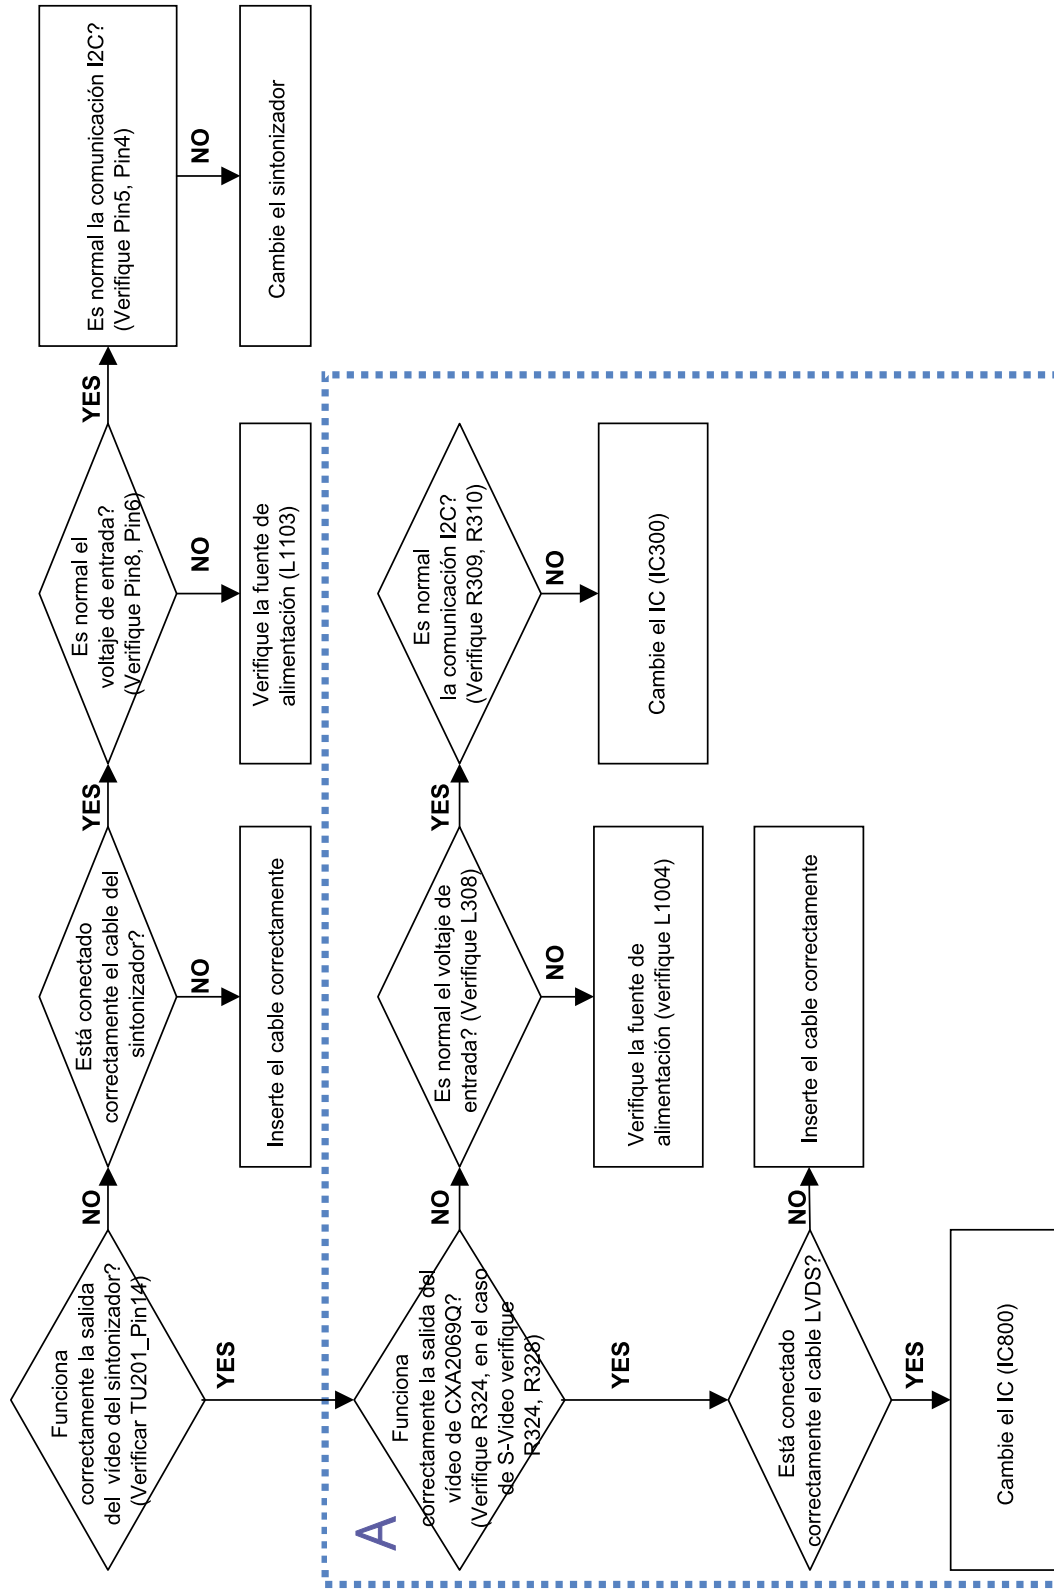 Funciona
correctamente la salida
del vídeo del sintonizador?
(Verificar TU201_Pin14)
NO
YES
Está conectado
correctamente el cable del
sintonizador?
YES
NO
Inserte el cable correctamente
Es normal el
voltaje de entrada?
(Verifique Pin8, Pin6)
YES
NO
Verifique la fuente de
alimentación (L1103)
Es normal la comunicación I2C?
(Verifique Pin5, Pin4)
NO
Cambie el sintonizador
A
Funciona
correctamente la salida del
vídeo de CXA2069Q?
(Verifique R324, en el caso
de S-Video verifique
R324, R328)
NO
YES
Es normal el voltaje de
entrada? (Verifique L308)
YES
NO
Verifique la fuente de
alimentación (verifique L1004)
Es normal
la comunicación I2C?
(Verifique R309, R310)
NO
Cambie el IC (IC300)
Está conectado
correctamente el cable LVDS?
NO
Inserte el cable correctamente
YES
Cambie el IC (IC800)